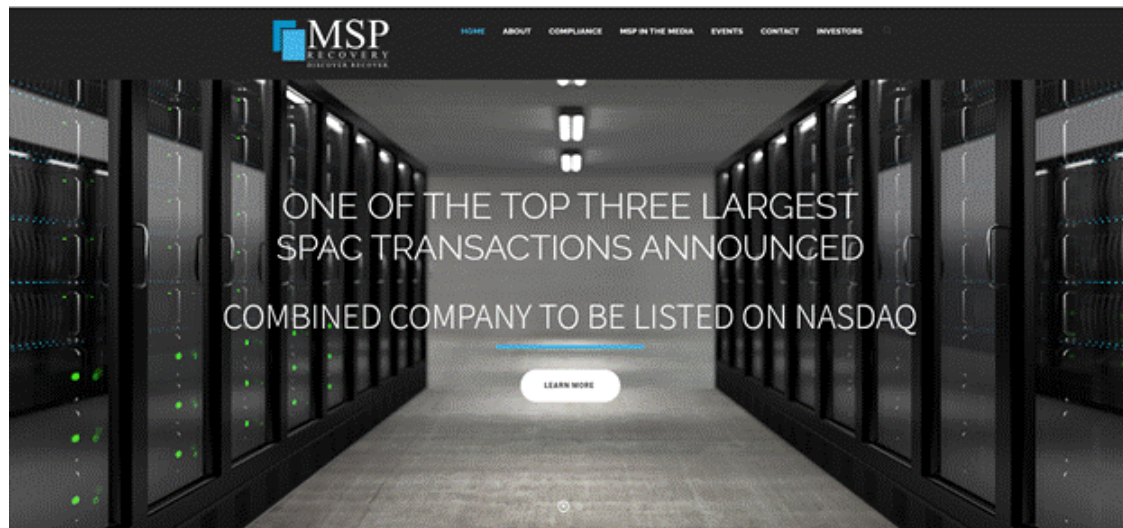 MSP
RECOVERY
DISCOVER RECOVER
HOME ABOUT COMPLIANCE MSP IN THE MEDIA EVENTS CONTACT INVESTORS
ONE OF THE TOP THREE LARGEST
SPAC TRANSACTIONS ANNOUNCED
COMBINED COMPANY TO BE LISTED ON NASDAQ
LEARN MORE